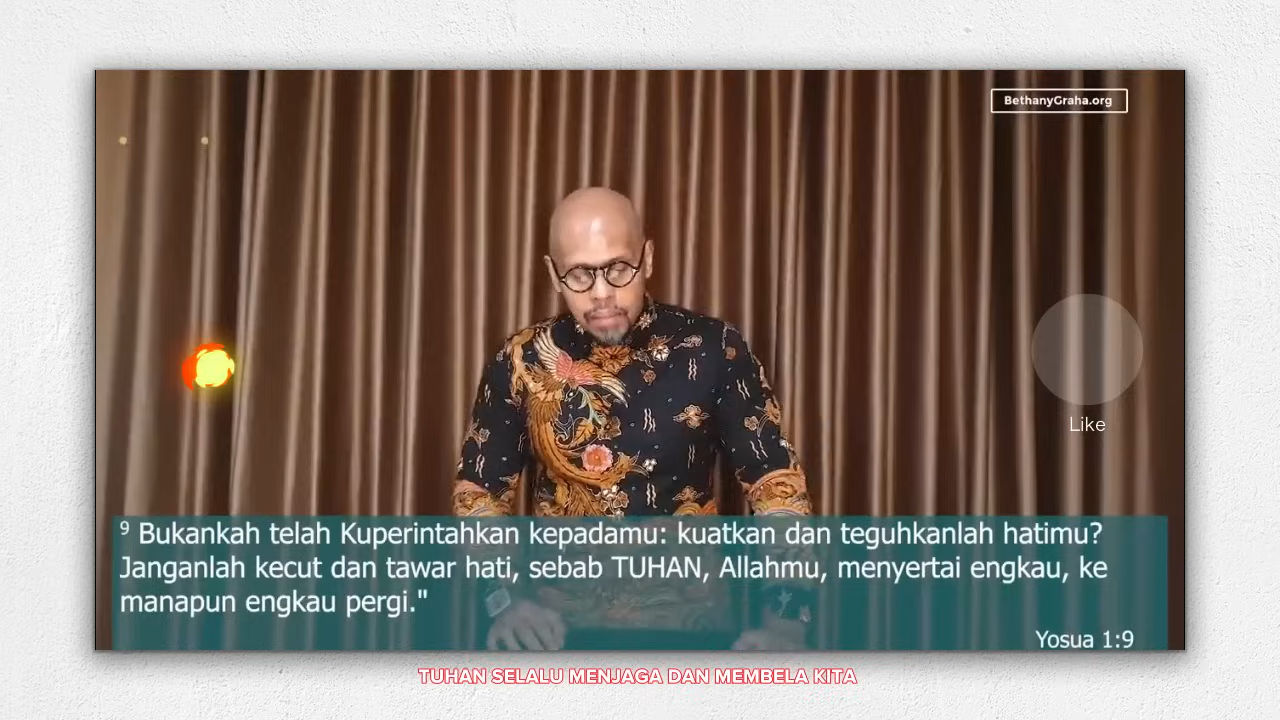 BethanyGraha.org
Like
9 Bukankah telah Kuperintahkan kepadamu: kuatkan dan teguhkanlah hatimu?
Janganlah kecut dan tawar hati, sebab TUHAN, Allahmu, menyertai engkau, ke
manapun engkau pergi."
Yosua 1:9
TUHAN SELALU MENJAGA DAN MEMBELA KITA